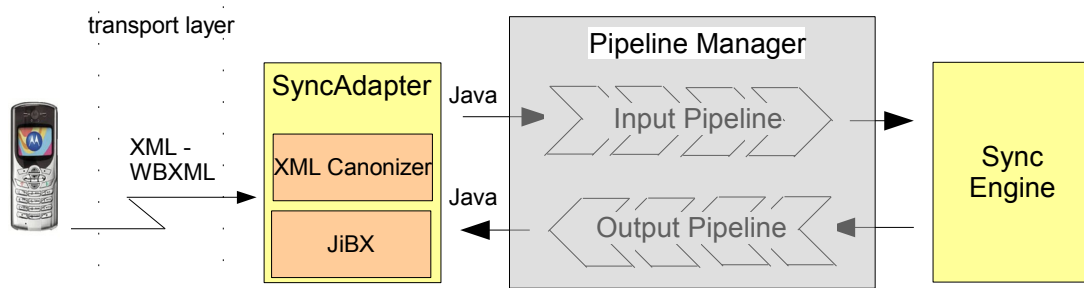 transport layer
XML -
WBXML
SyncAdapter
XML Canonizer
JiBX
Java
Java
Pipeline Manager
Input Pipeline
Output Pipeline
Sync
Engine